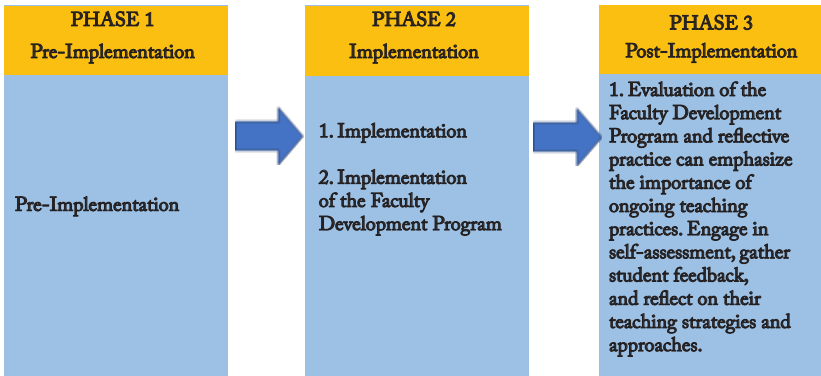 PHASE 1
Pre-Implementation
Pre-Implementation
PHASE 2
Implementation
1. Implementation
2. Implementation
of the Faculty
Development Program
PHASE 3
Post-Implementation
1. Evaluation of the
Faculty Development
Program and reflective
practice can emphasize
the importance of
ongoing teaching
practices. Engage in
self-assessment, gather
student feedback,
and reflect on their
teaching strategies and
approaches.